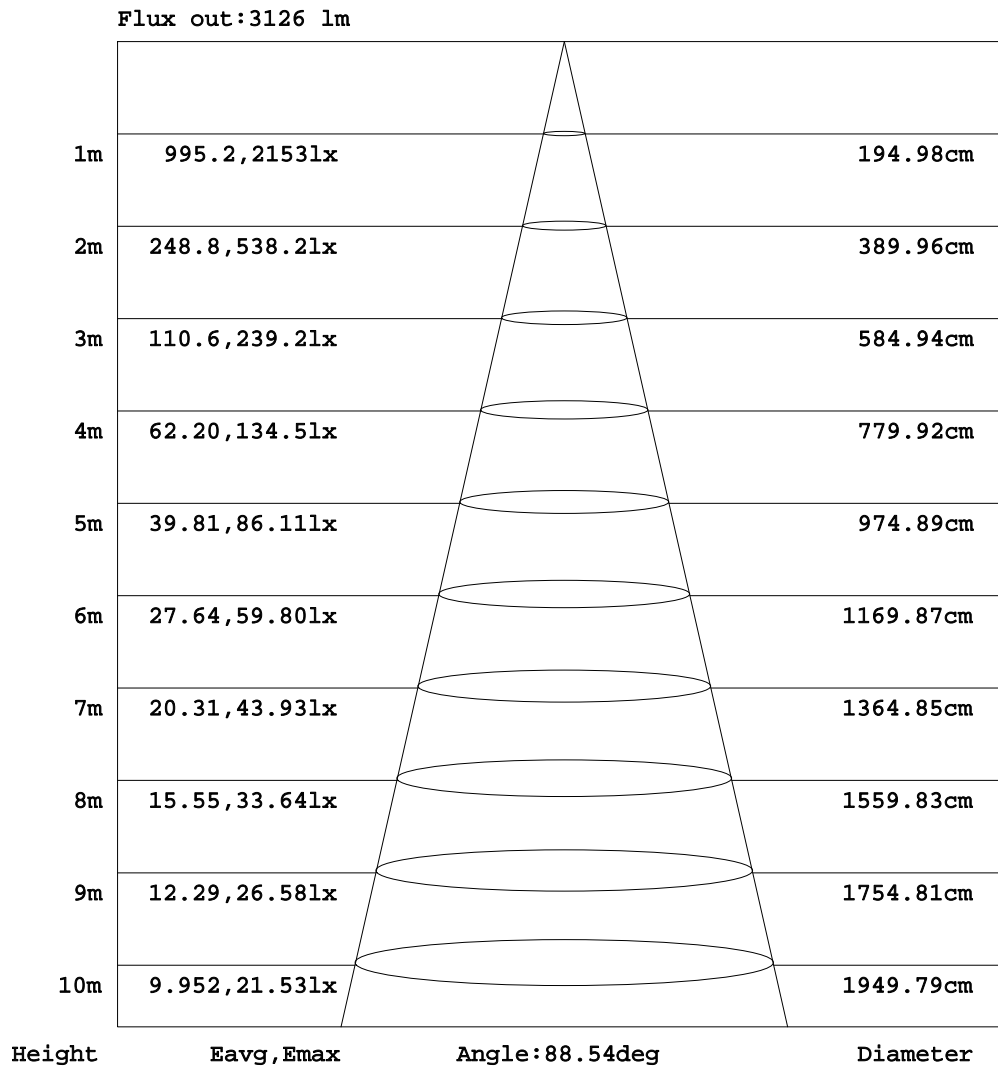 Flux out:3126 lm
1m 995.2,2153lx 194.98cm
2m 248.8,538.2lx 389.96cm
3m 110.6,239.2lx 584.94cm
4m 62.20,134.5lx 779.92cm
5m 39.81,86.11lx 974.89cm
6m 27.64,59.80lx 1169.87cm
7m 20.31,43.93lx 1364.85cm
8m 15.55,33.64lx 1559.83cm
9m 12.29,26.58lx 1754.81cm
10m 9.952,21.53lx 1949.79cm
Height Eavg,Emax Angle:88.54deg Diameter